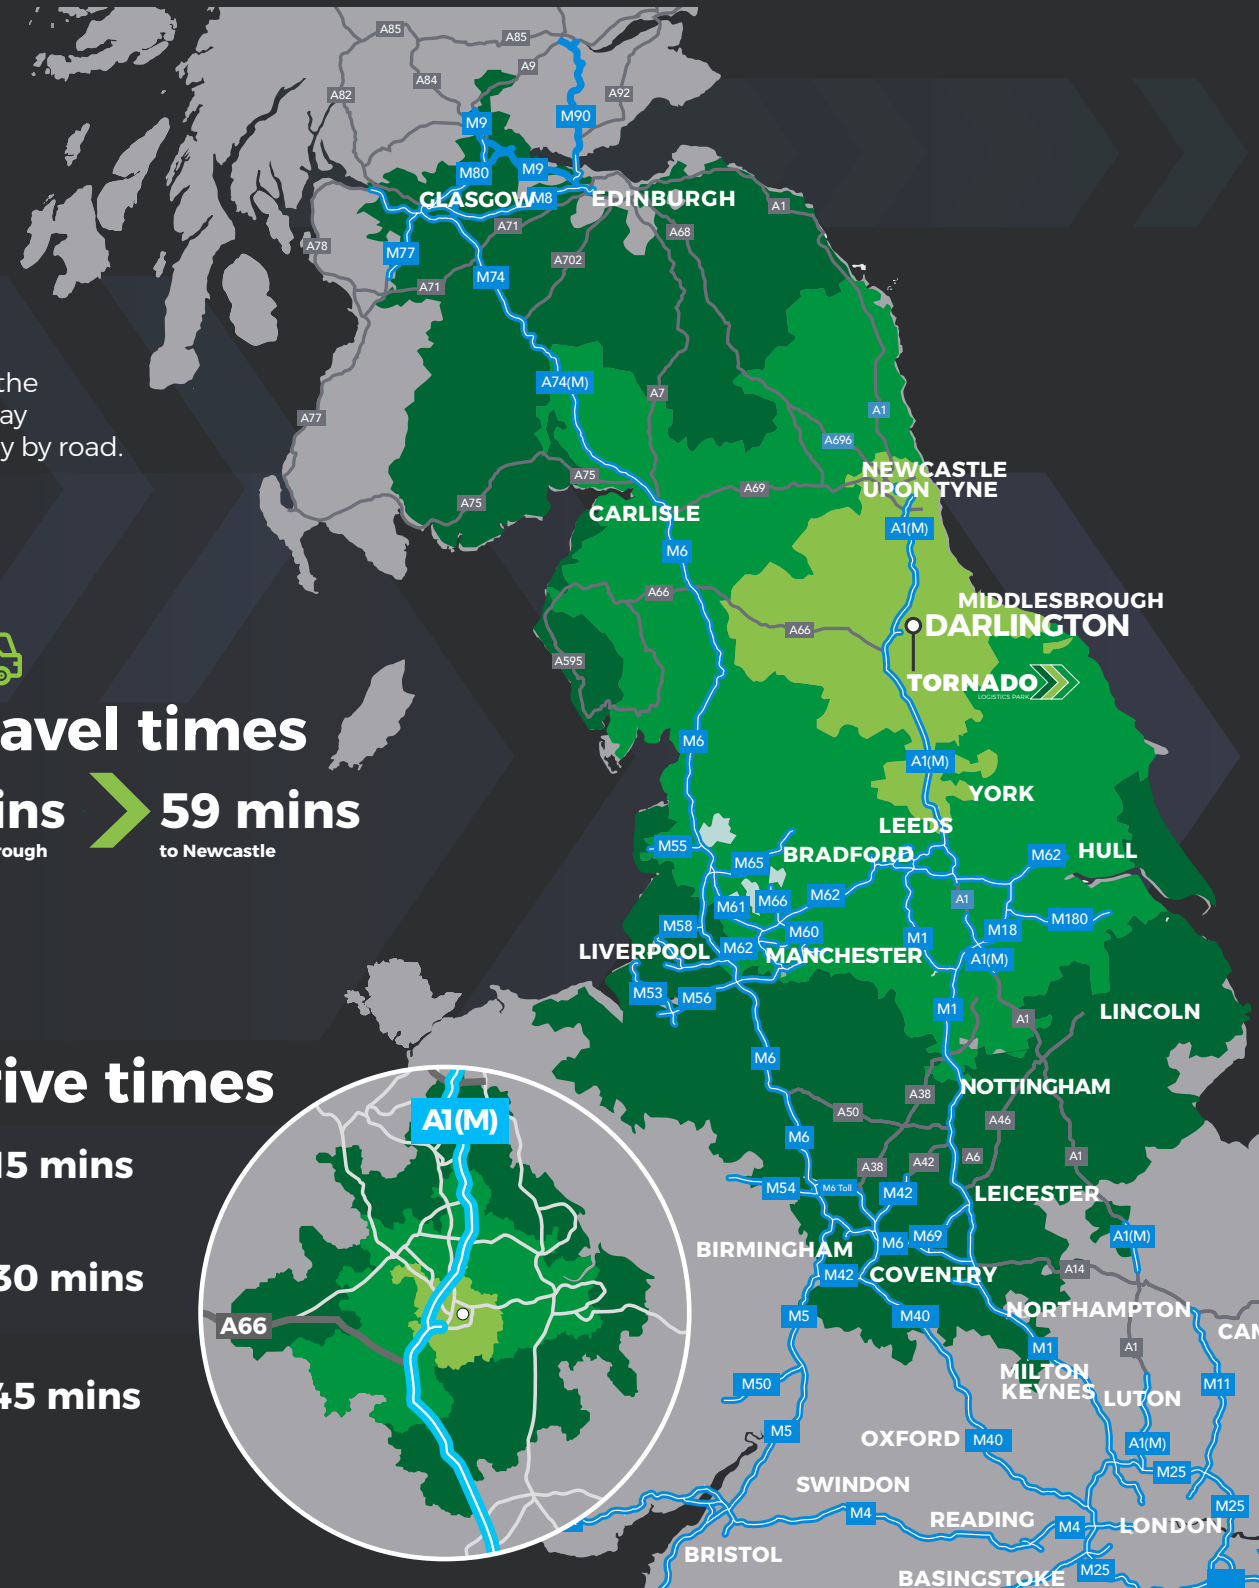 A85
A85
A9
A84
A82
A92
M9
M90
M80
M9
GLASGOW
M8
EDINBURGH
A1
A71
A68
A78
M77
A702
M74
A71
the
ay
y by road.
A74(M)
A7
A77
A1
A696
NEWCASTLE
UPON TYNE
A75
A75
A69
CARLISLE
A1(M)
M6
A66
MIDDLESBROUGH
DARLINGTON
A66
A595
TORNADO
LOGISTICS PARK
avel times
M6
A1(M)
ins
59 mins
rough
to Newcastle
YORK
LEEDS
M55
M65
BRADFORD
M62
HULL
M61
M66
M62
A1
M180
M58
M60
M1
M18
LIVERPOOL
M62
MANCHESTER
A1(M)
M53
M56
M1
A1
LINCOLN
M6
rive times
NOTTINGHAM
A38
A1(M)
A50
A46
M6
15 mins
A38
A42
A6
A1
M54
M6 Toll
M42
LEICESTER
M6
M69
A1(M)
BIRMINGHAM
30 mins
M42
COVENTRY
A14
M5
M40
NORTHAMPTON
A66
CAM
M1
A1
MILTON
KEYNES
M50
M11
45 mins
LUTON
M5
OXFORD
M40
A1(M)
M25
SWINDON
M25
M4
READING
M4
LONDON
BRISTOL
M25
BASINGSTOKE